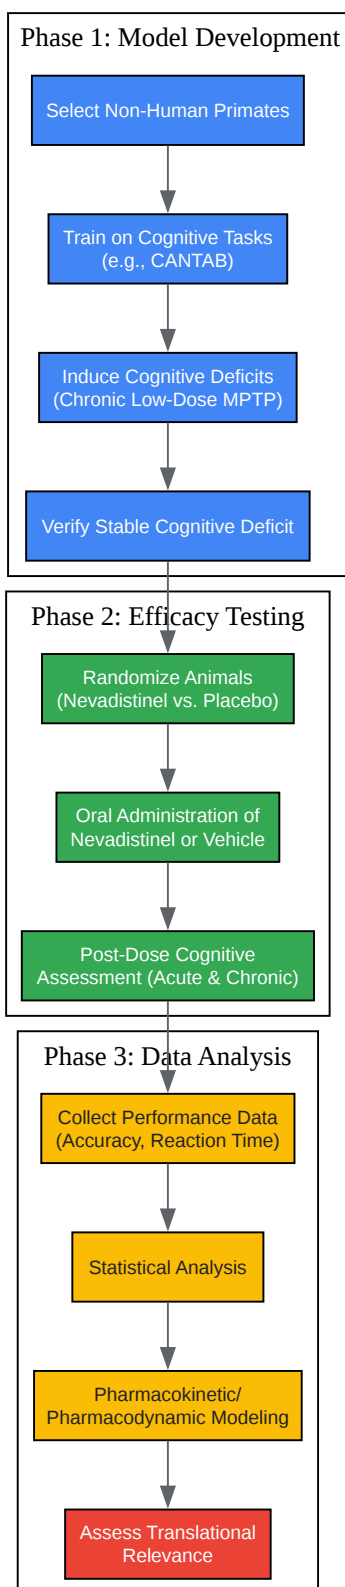 Phase 1: Model Development
Select Non-Human Primates
Train on Cognitive Tasks
(e.g., CANTAB)
Induce Cognitive Deficits
(Chronic Low-Dose MPTP)
Verify Stable Cognitive Deficit
Phase 2: Efficacy Testing
Randomize Animals
(Nevadistinel vs. Placebo)
Oral Administration of
Nevadistinel or Vehicle
Post-Dose Cognitive
Assessment (Acute & Chronic)
Phase 3: Data Analysis
Collect Performance Data
(Accuracy, Reaction Time)
Statistical Analysis
Pharmacokinetic/
Pharmacodynamic Modeling
Assess Translational
Relevance